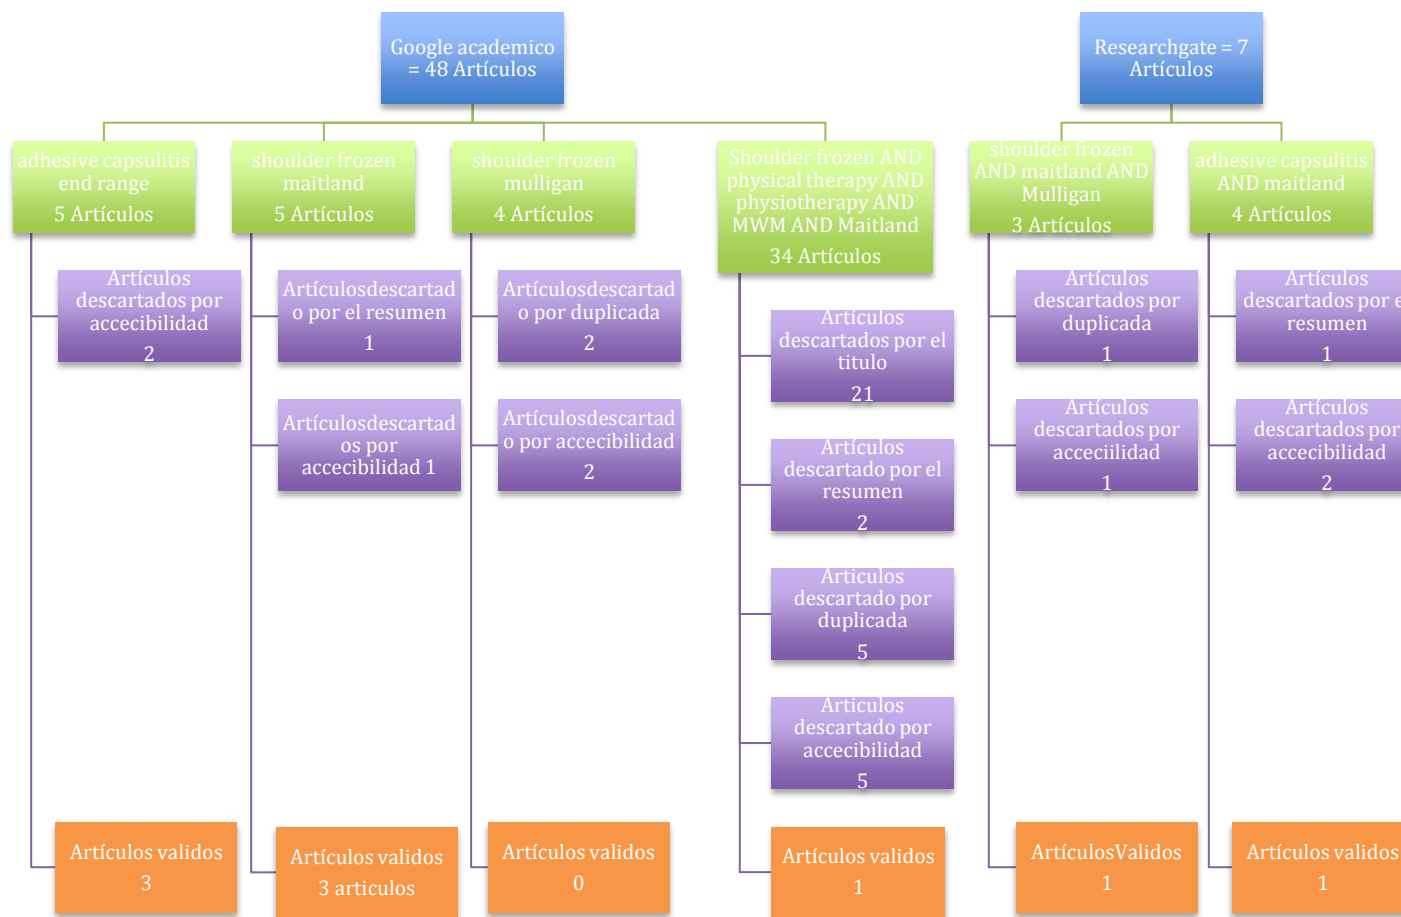 Google academico
= 48 Artículos
Researchgate = 7
Artículos
adhesive capsulitis
end range
5 Artículos
shoulder frozen
maitland
5 Artículos
shoulder frozen
mulligan
4 Artículos
Shoulder frozen AND
physical therapy AND
physiotherapy AND
MWM AND Maitland
34 Artículos
shoulder frozen
AND maitland AND
Mulligan
3 Artículos
adhesive capsulitis
AND maitland
4 Artículos
Artículos
descartados por
accecibilidad
2
Artículosdescartad
o por el resumen
1
Artículosdescartad
os por
accecibilidad 1
Artículosdescartad
o por duplicada
2
Artículosdescartad
o por accecibilidad
2
Artículos
descartados por el
titulo
21
Artículos
descartado por el
resumen
2
Articulos
descartado por
duplicada
5
Articulos
descartado por
accecibilidad
5
Artículos
descartados por
duplicada
1
Artículos
descartados por
acceciilidad
1
Artículos
descartados por el
resumen
1
Artículos
descartados por
accecibilidad
2
Artículos validos
3
Artículos validos
3 articulos
Artículos validos
0
Artículos validos
1
ArtículosValidos
1
Artículos validos
1